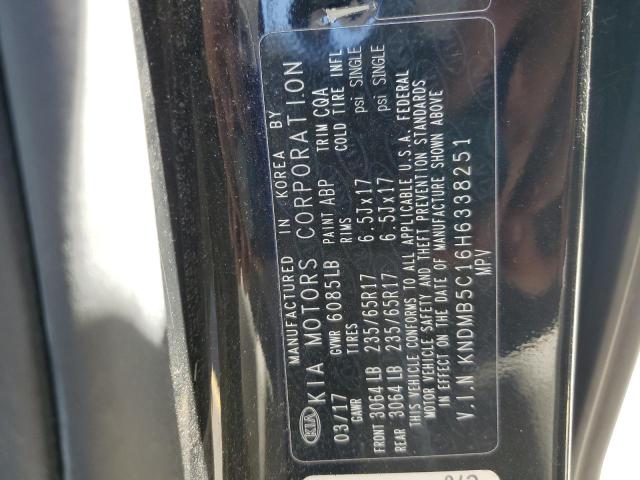 MANUFACTURED IN KOREA BY
KIA KIA MOTORS CORPORATION
03/17 GVWR 6085LB PAINT ABP TRIM CQA
GAWR TIRES RIMS COLD TIRE INFL
FRONT 3064LB 235/65R17 6.5Jx17 psi SINGLE
REAR 3064LB 235/65R17 6.5Jx17 psi SINGLE
THIS VEHICLE CONFORMS TO ALL APPLICABLE U.S.A. FEDERAL
MOTOR VEHICLE SAFETY AND THEFT PREVENTION STANDARDS
IN EFFECT ON THE DATE OF MANUFACTURE SHOWN ABOVE
V.I.N KNDMB5C16H6338251
MPV